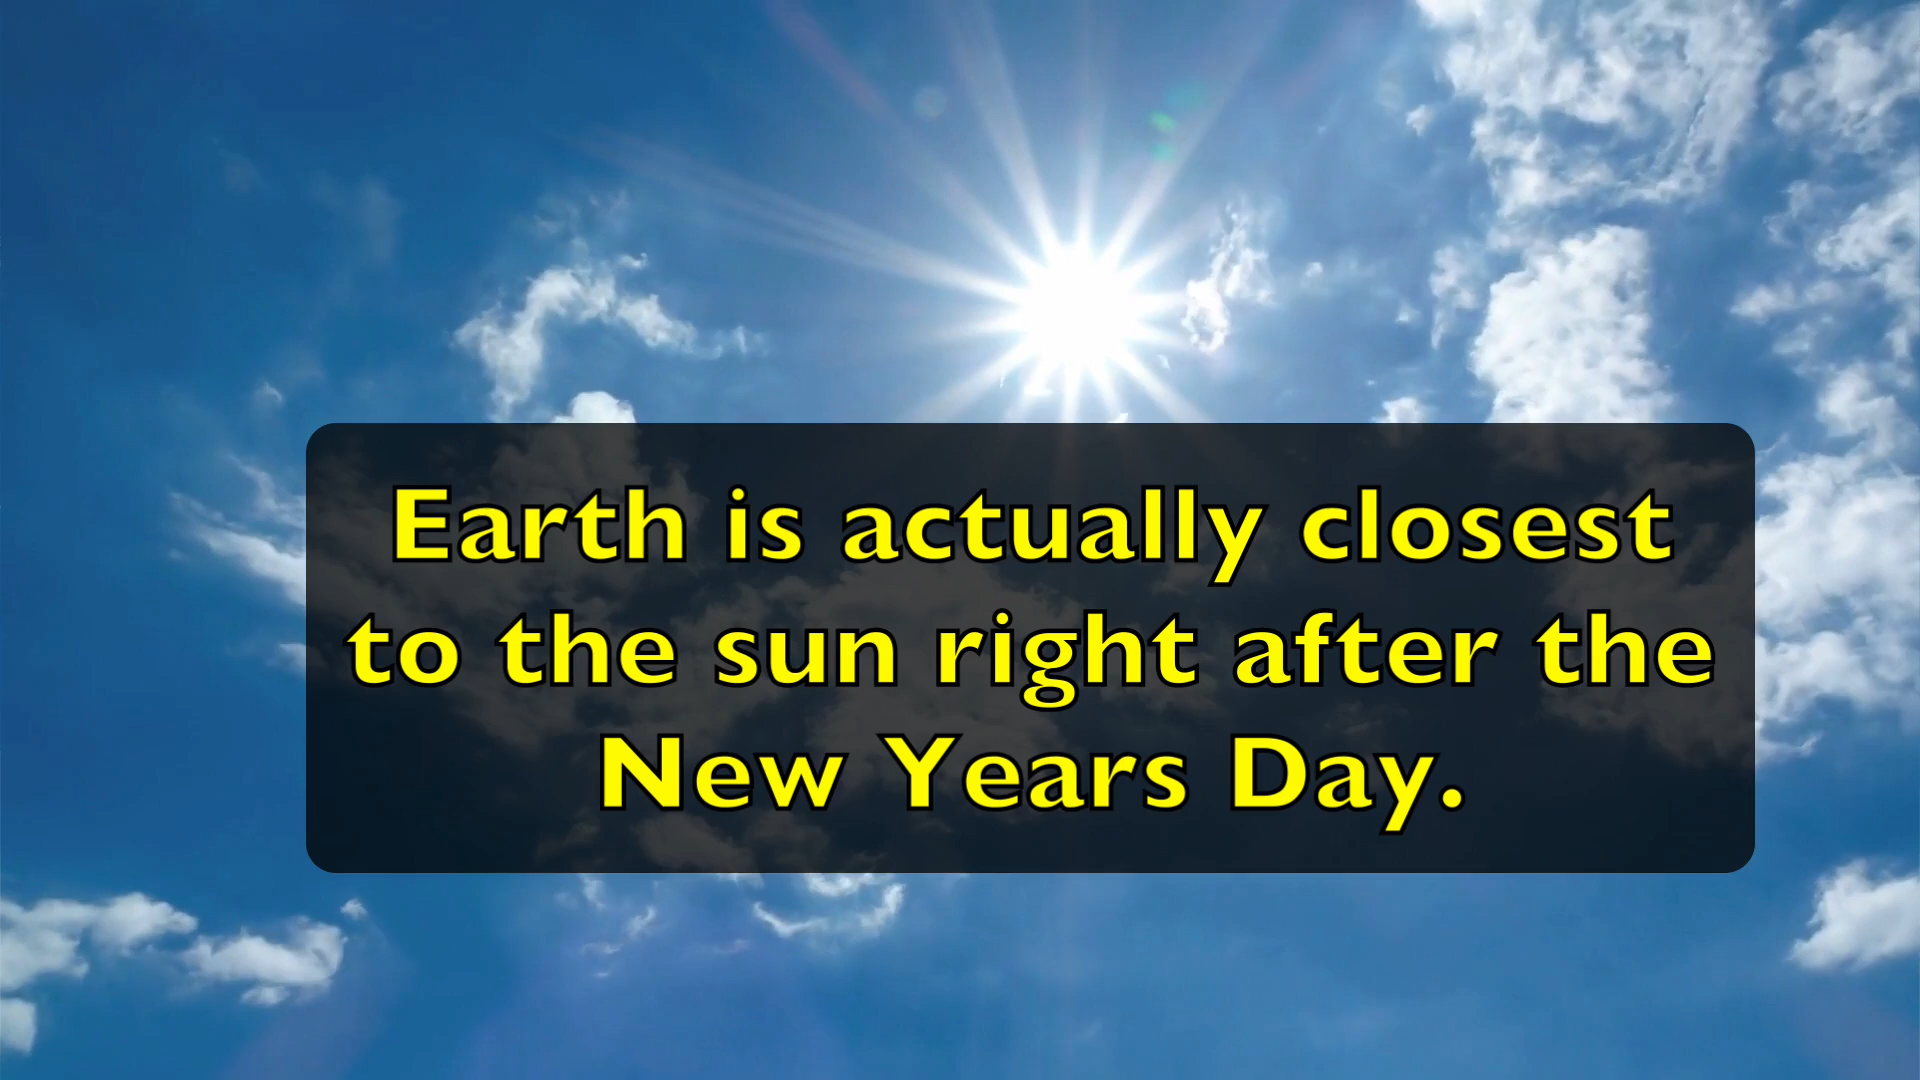 Earth is actually closest
to the sun right after the
New Years Day.